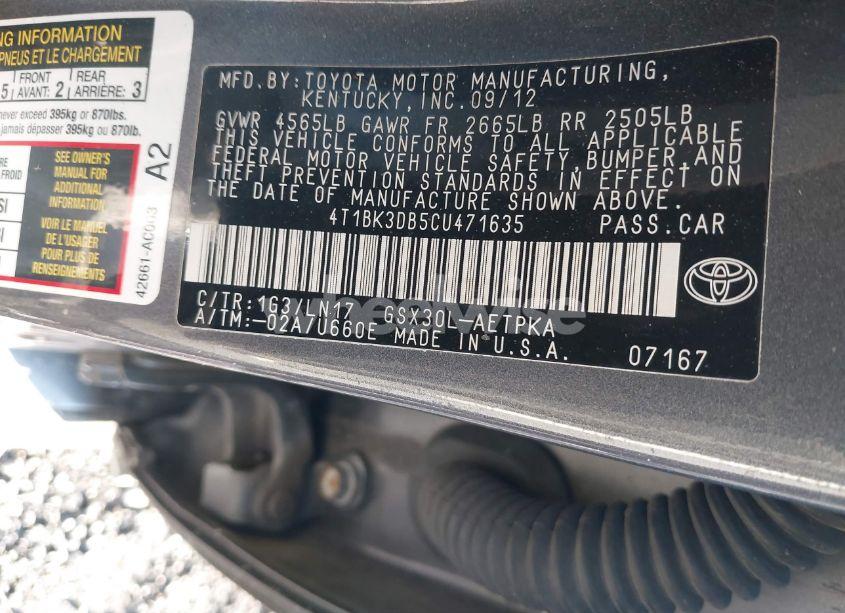 NG INFORMATION
PNEUS ET LE CHARGEMENT
5 FRONT AVANT: 2 REAR ARRIÈRE: 3
never exceed 395kg or 870lbs.
jamais dépasser 395kg ou 870lb.
SEE OWNER'S
MANUAL FOR
ADDITIONAL
INFORMATION
VOIR LE MANUEL
DE L'USAGER
POUR PLUS DE
RENSEIGNEMENTS
A2
MFD.BY:TOYOTA MOTOR MANUFACTURING,
KENTUCKY,INC.09/12
GVWR 4565LB GAWR FR 2665LB RR 2505LB
THIS VEHICLE CONFORMS TO ALL APPLICABLE
FEDERAL MOTOR VEHICLE SAFETY,BUMPER,AND
THEFT PREVENTION STANDARDS IN EFFECT ON
THE DATE OF MANUFACTURE SHOWN ABOVE.
4T1BK3DB5CU471635 PASS.CAR
C/TR:1G3/LN17 GSX30L-AETPKA
A/TM:-02A/U660E MADE IN U.S.A. 07167
wheelwise